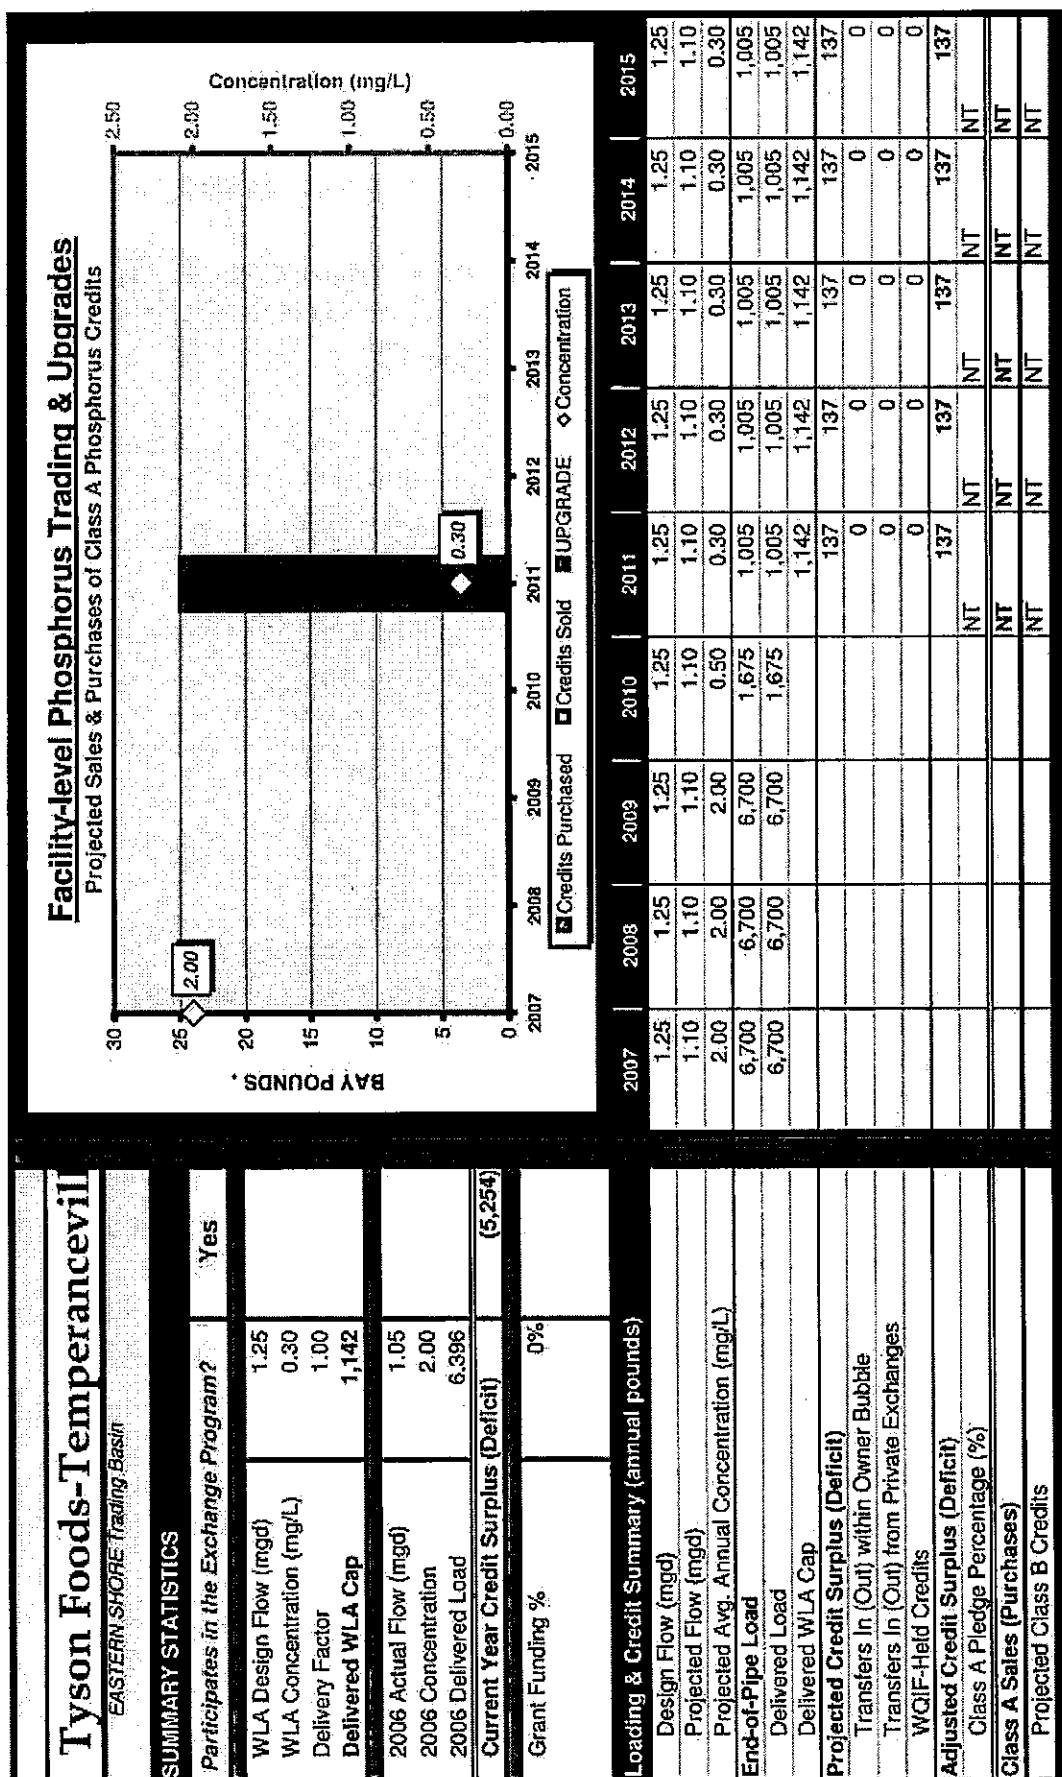 Tyson Foods-Temperancevill
EASTERN SHORE Trading Basin
SUMMARY STATISTICS
Participates in the Exchange Program? Yes
WLA Design Flow (mgd) 1.25
WLA Concentration (mg/L) 0.30
Delivery Factor 1.00
Delivered WLA Cap 1,142
2006 Actual Flow (mgd) 1.05
2006 Concentration 2.00
2006 Delivered Load 6,396
Current Year Credit Surplus (Deficit) (5,254)
Grant Funding % 0%
Facility-level Phosphorus Trading & Upgrades
Projected Sales & Purchases of Class A Phosphorus Credits
BAY POUNDS
30
25
20
15
10
5
0
2.00
0.30
Concentration (mg/L)
2.50
2.00
1.50
1.00
0.50
0.00
2007 2008 2009 2010 2011 2012 2013 2014 2015
Credits Purchased Credits Sold UPGRADE Concentration
Loading & Credit Summary (annual pounds) 2007 2008 2009 2010 2011 2012 2013 2014 2015
Design Flow (mgd) 1.25 1.25 1.25 1.25 1.25 1.25 1.25 1.25 1.25
Projected Flow (mgd) 1.10 1.10 1.10 1.10 1.10 1.10 1.10 1.10 1.10
Projected Avg. Annual Concentration (mg/L) 2.00 2.00 2.00 0.50 0.30 0.30 0.30 0.30 0.30
End-of-Pipe Load 6,700 6,700 6,700 1,675 1,005 1,005 1,005 1,005 1,005
Delivered Load 6,700 6,700 6,700 1,675 1,005 1,005 1,005 1,005 1,005
Delivered WLA Cap 1,142 1,142 1,142 1,142 1,142
Projected Credit Surplus (Deficit) 137 137 137 137 137
Transfers In (Out) within Owner Bubble 0 0 0 0 0
Transfers In (Out) from Private Exchanges 0 0 0 0 0
WQIF-Held Credits 0 0 0 0 0
Adjusted Credit Surplus (Deficit) 137 137 137 137 137
Class A Pledge Percentage (%) NT NT NT NT NT
Class A Sales (Purchases) NT NT NT NT NT
Projected Class B Credits NT NT NT NT NT